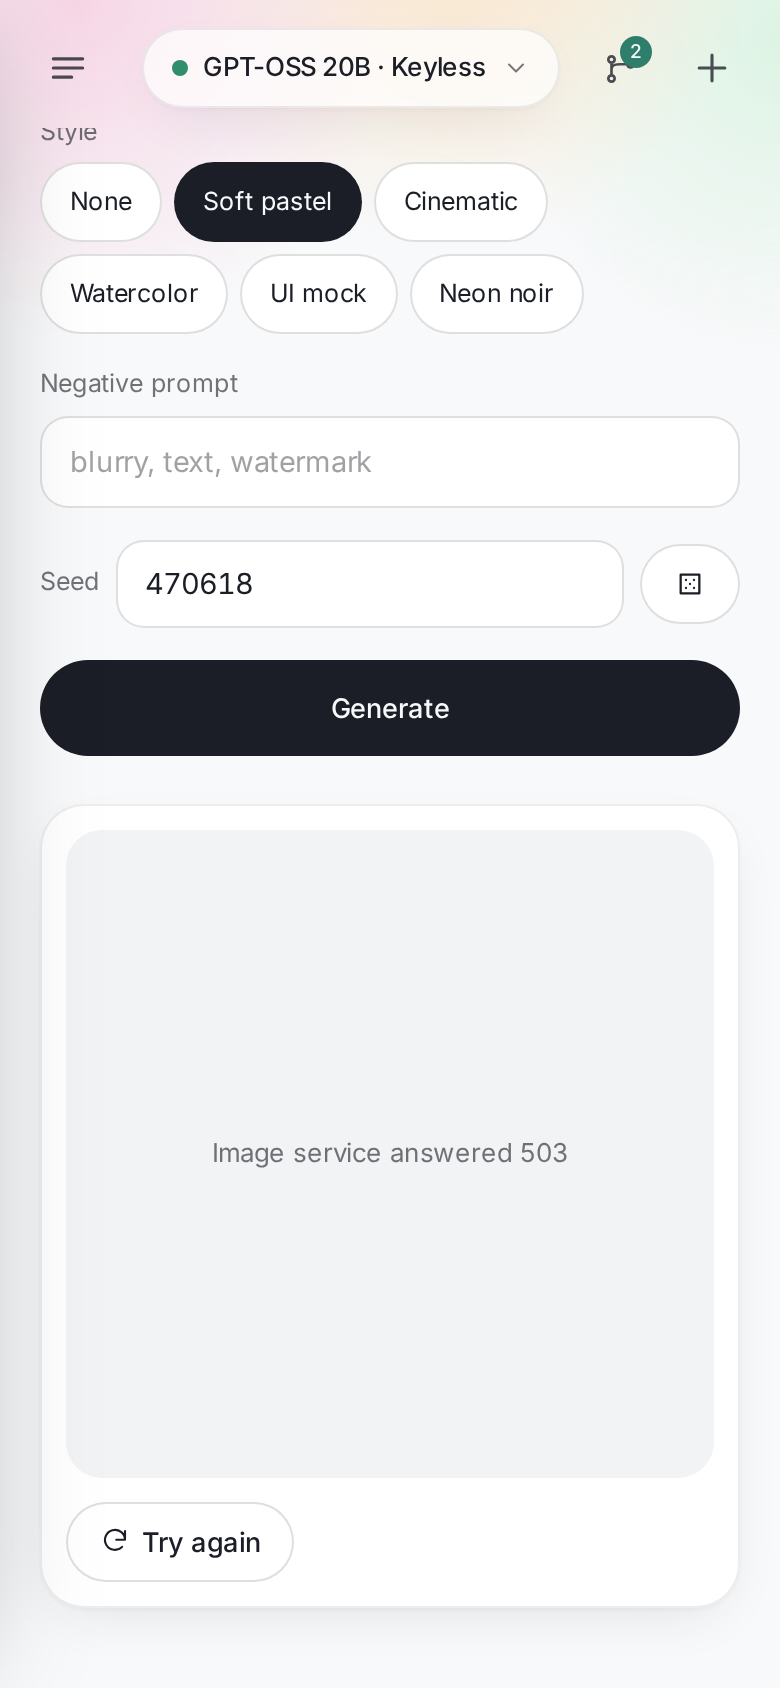 GPT-OSS 20B · Keyless
2
Style
None
Soft pastel
Cinematic
Watercolor
UI mock
Neon noir
Negative prompt
blurry, text, watermark
Seed
470618
Generate
Image service answered 503
Try again